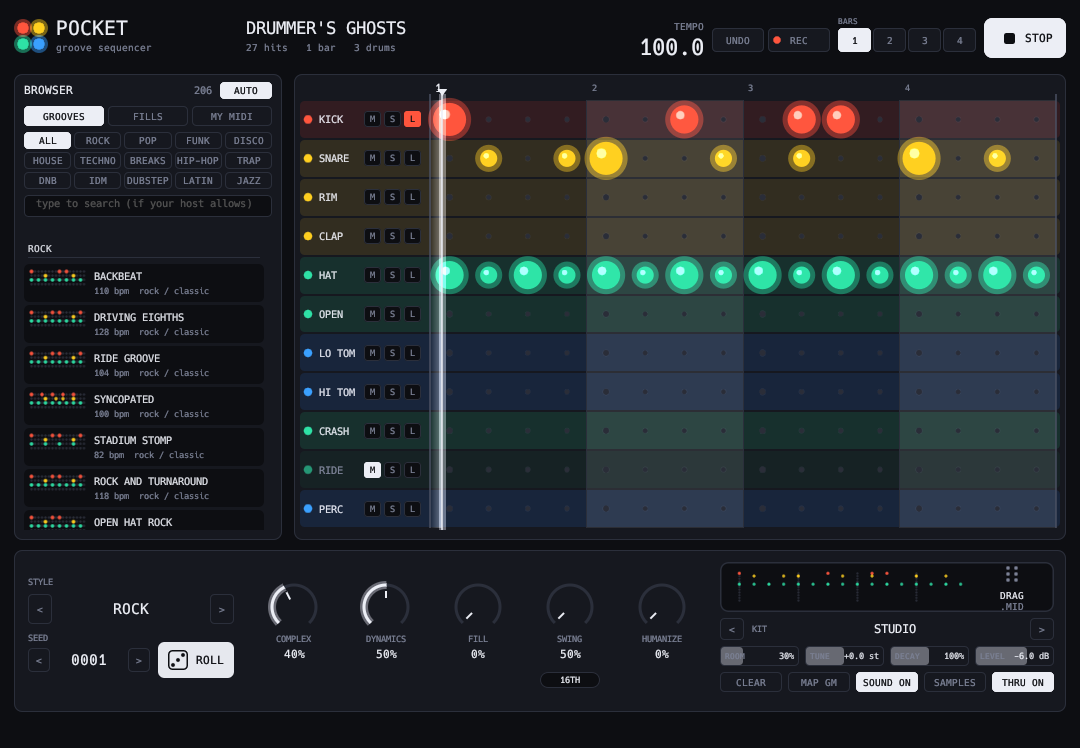 POCKET
groove sequencer
DRUMMER'S GHOSTS
27 hits 1 bar 3 drums
TEMPO
100.0
UNDO
REC
BARS
1 2 3 4
STOP
BROWSER 206 AUTO
GROOVES FILLS MY MIDI
ALL ROCK POP FUNK DISCO
HOUSE TECHNO BREAKS HIP-HOP TRAP
DNB IDM DUBSTEP LATIN JAZZ
type to search (if your host allows)
ROCK
BACKBEAT
110 bpm rock / classic
DRIVING EIGHTHS
128 bpm rock / classic
RIDE GROOVE
104 bpm rock / classic
SYNCOPATED
100 bpm rock / classic
STADIUM STOMP
82 bpm rock / classic
ROCK AND TURNAROUND
118 bpm rock / classic
OPEN HAT ROCK
1 2 3 4
KICK M S L
SNARE M S L
RIM M S L
CLAP M S L
HAT M S L
OPEN M S L
LO TOM M S L
HI TOM M S L
CRASH M S L
RIDE M S L
PERC M S L
STYLE
< ROCK >
SEED
< 0001 > ROLL
COMPLEX
40%
DYNAMICS
50%
FILL
0%
SWING
50%
16TH
HUMANIZE
0%
DRAG
.MID
< KIT STUDIO >
ROOM 30% TUNE +0.0 st DECAY 100% LEVEL -6.0 dB
CLEAR MAP GM SOUND ON SAMPLES THRU ON